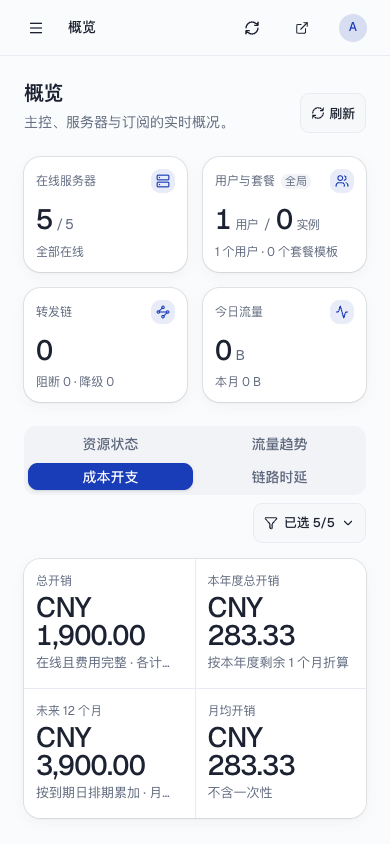 概览
A
概览
主控、服务器与订阅的实时概况。
刷新
在线服务器
5 / 5
全部在线
用户与套餐 全局
1 用户 / 0 实例
1 个用户 · 0 个套餐模板
转发链
0
阻断 0 · 降级 0
今日流量
0 B
本月 0 B
资源状态
流量趋势
成本开支
链路时延
已选 5/5
总开销
CNY
1,900.00
在线且费用完整 · 各计...
本年度总开销
CNY
283.33
按本年度剩余 1 个月折算
未来 12 个月
CNY
3,900.00
按到期日排期累加 · 月...
月均开销
CNY
283.33
不含一次性